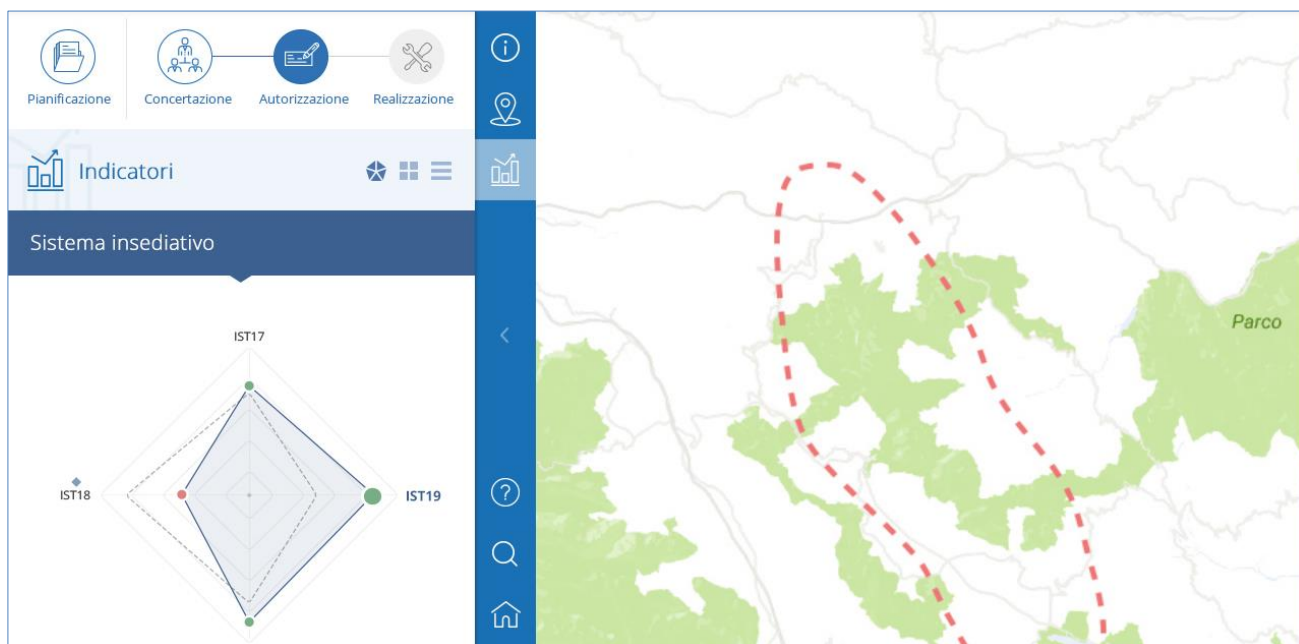 Pianificazione
Concertazione
Autorizzazione
Realizzazione
Indicatori
Sistema insediativo
IST17
IST18
IST19
Parco